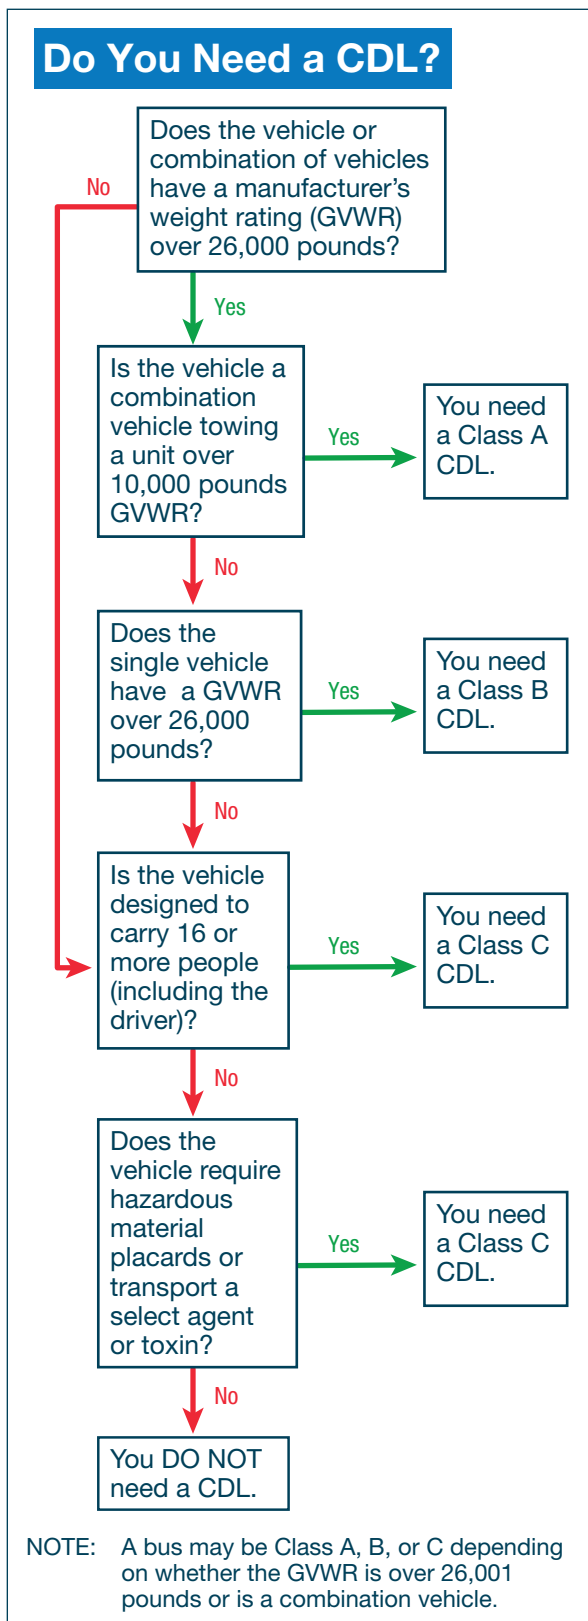 Do You Need a CDL?
Does the vehicle or
combination of vehicles
have a manufacturer's
weight rating (GVWR)
over 26,000 pounds?
No
Yes
Is the vehicle a
combination
vehicle towing
a unit over
10,000 pounds
GVWR?
Yes
You need
a Class A
CDL.
No
Does the
single vehicle
have a GVWR
over 26,000
pounds?
Yes
You need
a Class B
CDL.
No
Is the vehicle
designed to
carry 16 or
more people
(including the
driver)?
Yes
You need
a Class C
CDL.
No
Does the
vehicle require
hazardous
material
placards or
transport a
select agent
or toxin?
Yes
You need
a Class C
CDL.
No
You DO NOT
need a CDL.
NOTE: A bus may be Class A, B, or C depending
on whether the GVWR is over 26,001
pounds or is a combination vehicle.